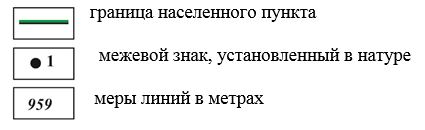 граница населенного пункта
1 межевой знак, установленный в натуре
959 меры линий в метрах